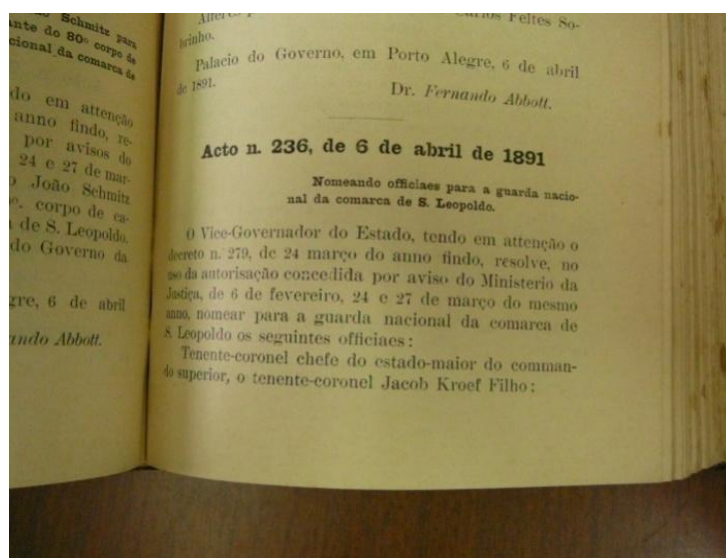 Schmitz para
ante do 80º corpo de
cional da comarca de
do em attenção
anno findo, re-
por avisos do
24 e 27 de mar-
João Schmitz
corpo de ca-
de S. Leopoldo.
do Governo da
gre, 6 de abril
ando Abbott.
Carlos Feltes So-
brinho.
Palacio do Governo, em Porto Alegre, 6 de abril
de 1891.
Dr. Fernando Abbott.
Acto n. 236, de 6 de abril de 1891
Nomeando officiaes para a guarda nacio-
nal da comarca de S. Leopoldo.
O Vice-Governador do Estado, tendo em attenção o
decreto n. 279, de 24 março do anno findo, resolve, no
uso da autorisação concedida por aviso do Ministerio da
Justiça, de 6 de fevereiro, 24 e 27 de março do mesmo
anno, nomear para a guarda nacional da comarca de
S. Leopoldo os seguintes officiaes:
Tenente-coronel chefe do estado-maior do comman-
do superior, o tenente-coronel Jacob Kroef Filho: